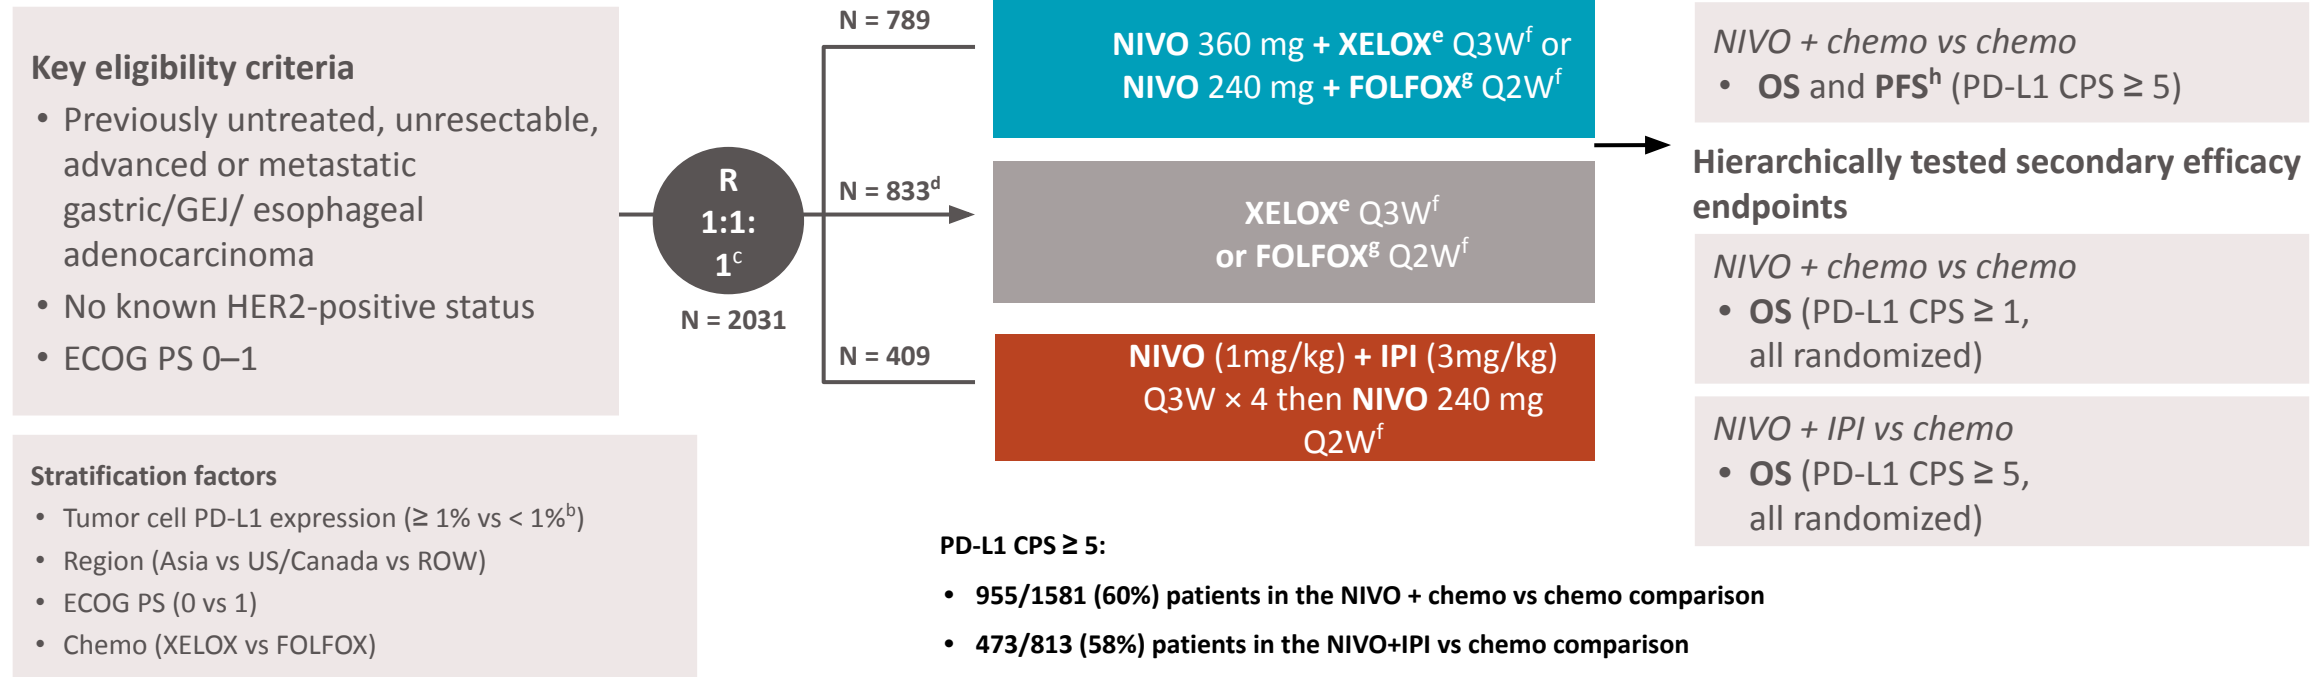 Key eligibility criteria
• Previously untreated, unresectable,
advanced or metastatic
gastric/GEJ/ esophageal
adenocarcinoma
• No known HER2-positive status
• ECOG PS 0–1
Stratification factors
• Tumor cell PD-L1 expression (≥ 1% vs < 1%ᵇ)
• Region (Asia vs US/Canada vs ROW)
• ECOG PS (0 vs 1)
• Chemo (XELOX vs FOLFOX)
R
1:1:
1ᶜ
N = 2031
N = 789
N = 833ᵈ
N = 409
NIVO 360 mg + XELOXᵉ Q3Wᶠ or
NIVO 240 mg + FOLFOXᵍ Q2Wᶠ
XELOXᵉ Q3Wᶠ
or FOLFOXᵍ Q2Wᶠ
NIVO (1mg/kg) + IPI (3mg/kg)
Q3W × 4 then NIVO 240 mg
Q2Wᶠ
PD-L1 CPS ≥ 5:
• 955/1581 (60%) patients in the NIVO + chemo vs chemo comparison
• 473/813 (58%) patients in the NIVO+IPI vs chemo comparison
NIVO + chemo vs chemo
• OS and PFSʰ (PD-L1 CPS ≥ 5)
Hierarchically tested secondary efficacy
endpoints
NIVO + chemo vs chemo
• OS (PD-L1 CPS ≥ 1,
all randomized)
NIVO + IPI vs chemo
• OS (PD-L1 CPS ≥ 5,
all randomized)